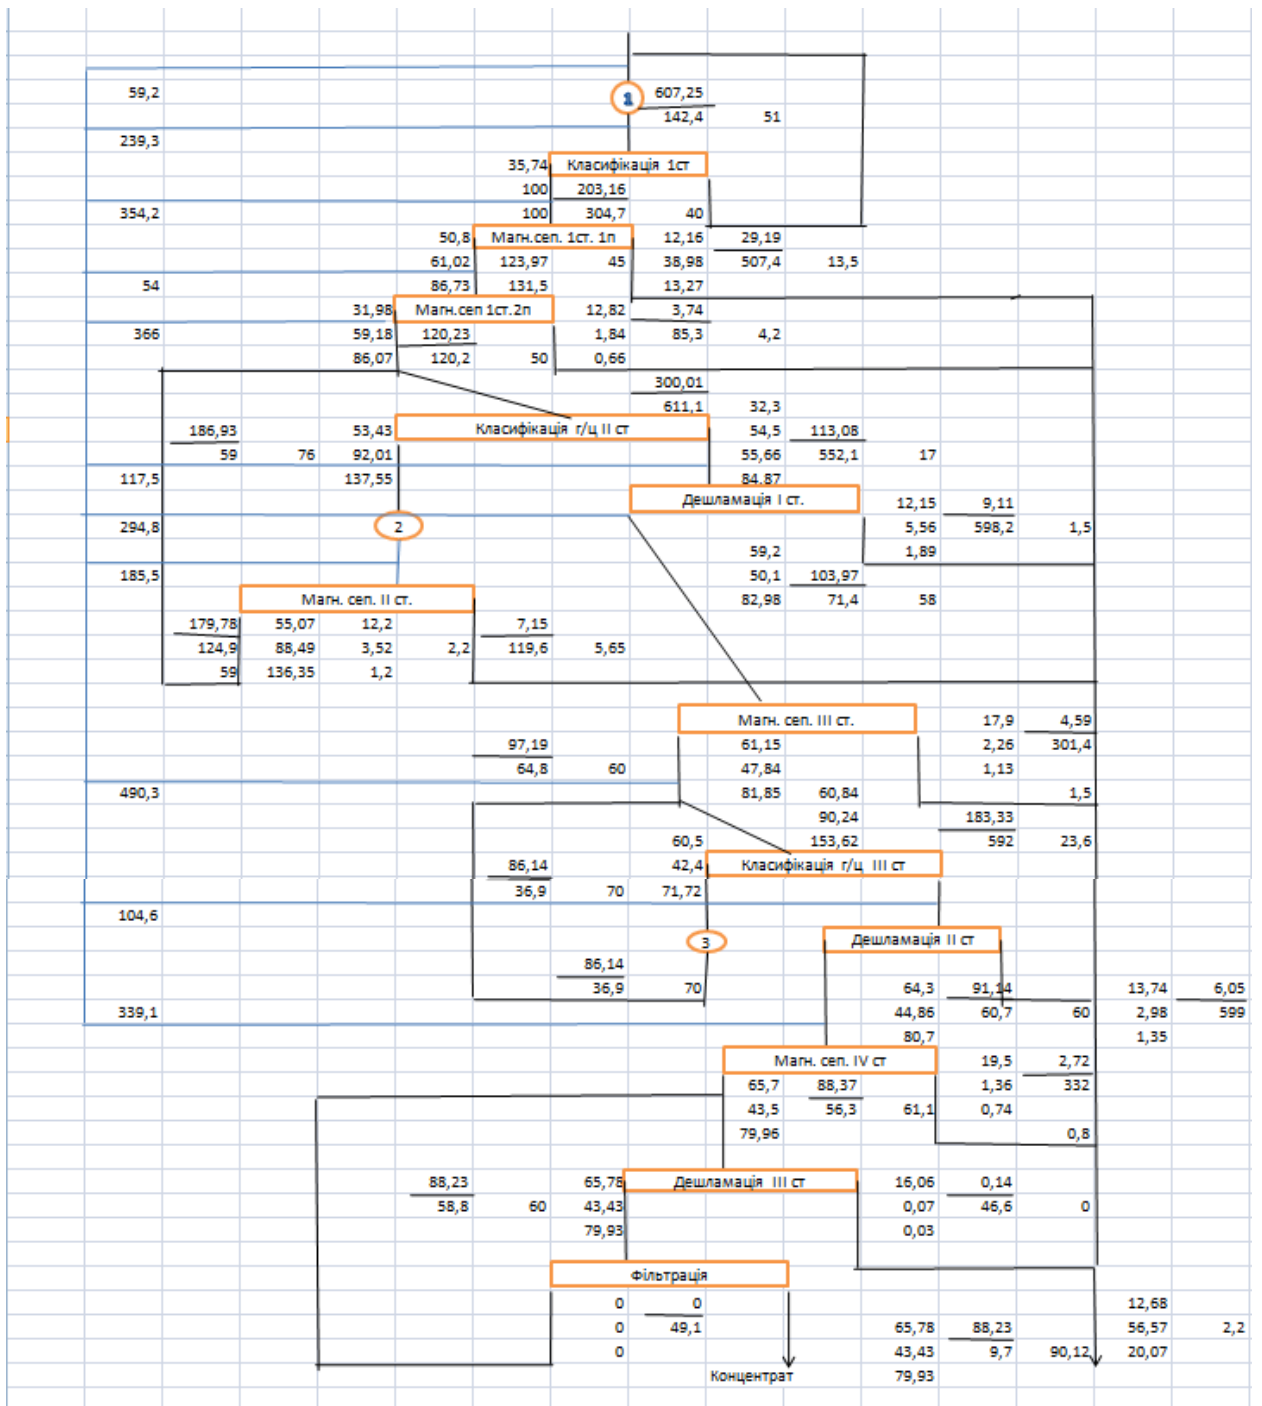 59,2 607,25
1
142,4 51
239,3
35,74 Класифікація 1ст
100 203,16
354,2 100 304,7 40
50,8 Магн.сеп. 1ст. 1п 12,16 29,19
61,02 123,97 45 38,98 507,4 13,5
54 86,73 131,5 13,27
31,98 Магн.сеп 1ст.2п 12,82 3,74
366 59,18 120,23 1,84 85,3 4,2
86,07 120,2 50 0,66
300,01
611,1 32,3
186,93 53,43 Класифікація г/ц II ст 54,5 113,08
59 76 92,01 55,66 552,1 17
117,5 137,55 84,87
Дешламація I ст. 12,15 9,11
294,8 2 5,56 598,2 1,5
59,2 1,89
185,5 50,1 103,97
Магн. сеп. II ст. 82,98 71,4 58
179,78 55,07 12,2 7,15
124,9 88,49 3,52 2,2 119,6 5,65
59 136,35 1,2
Магн. сеп. III ст. 17,9 4,59
97,19 61,15 2,26 301,4
64,8 60 47,84 1,13
490,3 81,85 60,84 1,5
90,24 183,33
60,5 153,62 592 23,6
86,14 42,4 Класифікація г/ц III ст
36,9 70 71,72
104,6
3 Дешламація II ст
86,14
36,9 70 64,3 91,14 13,74 6,05
339,1 44,86 60,7 60 2,98 599
80,7 1,35
Магн. сеп. IV ст 19,5 2,72
65,7 88,37 1,36 332
43,5 56,3 61,1 0,74
79,96 0,8
88,23 65,78 Дешламація III ст 16,06 0,14
58,8 60 43,43 0,07 46,6 0
79,93 0,03
Фільтрація
0 0 12,68
0 49,1 65,78 88,23 56,57 2,2
0 43,43 9,7 90,12 20,07
Концентрат 79,93